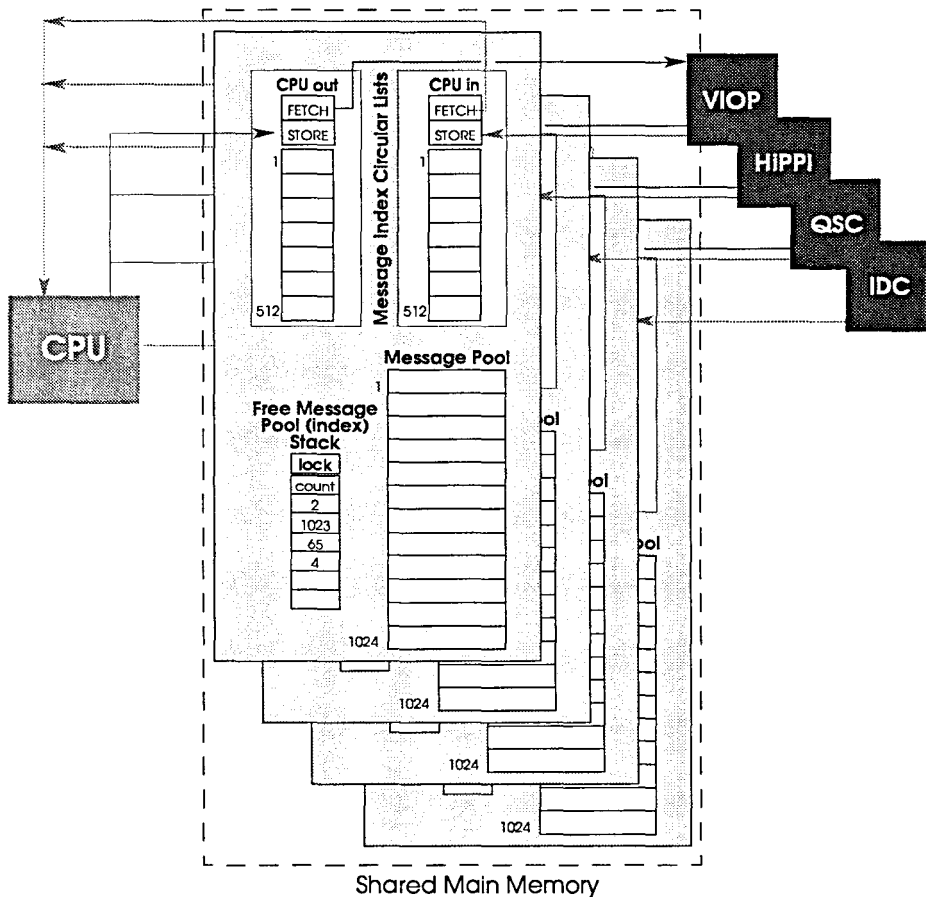 CPU out
CPU in
FETCH
FETCH
STORE
STORE
1
1
Message Index Circular Lists
512
512
VIOP
HiPPi
QSC
IDC
CPU
Message Pool
1
Free Message
Pool (index)
Stack
lock
count
2
1023
65
4
1024
ool
ool
ool
1024
1024
1024
Shared Main Memory